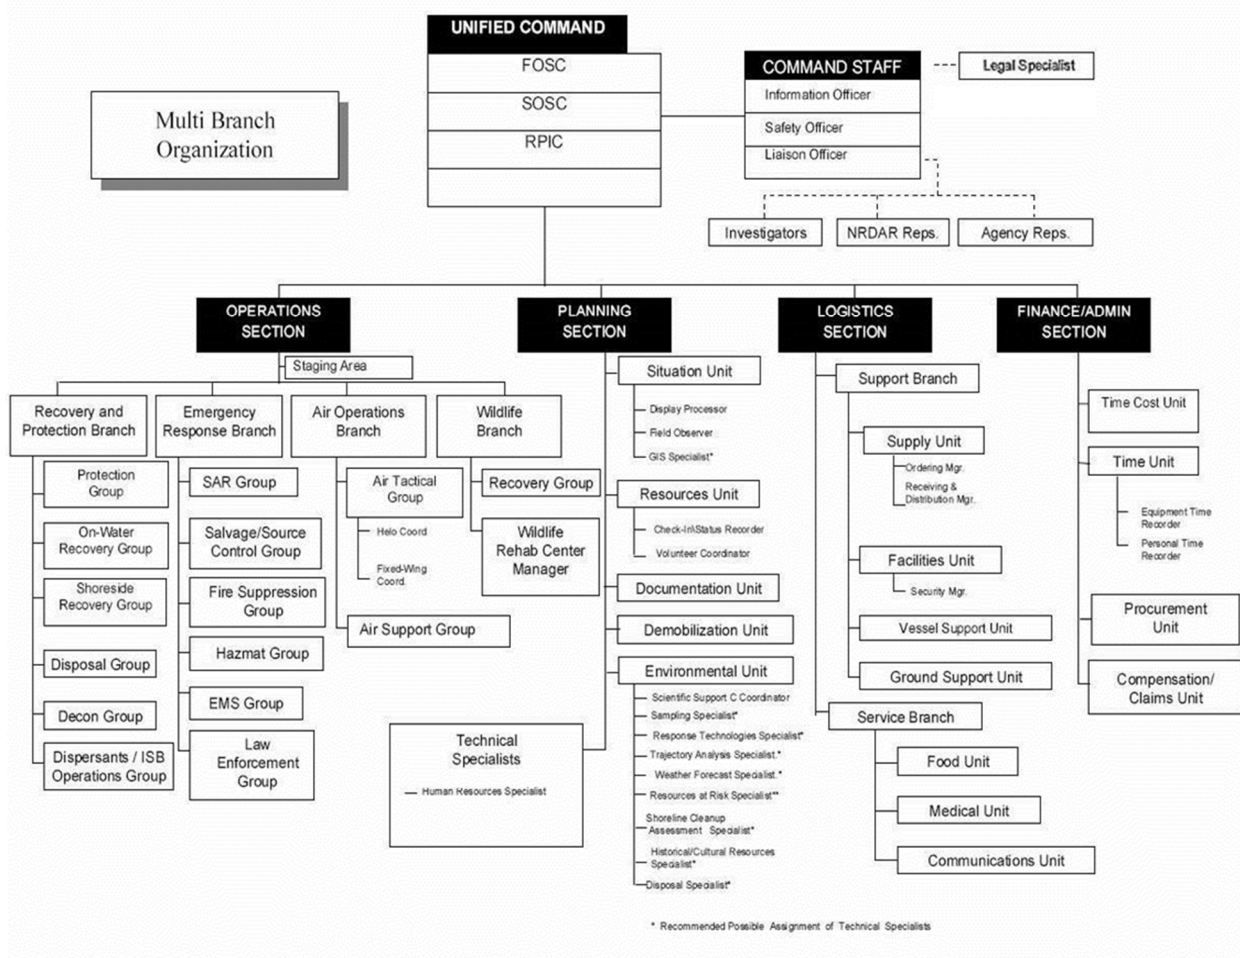 UNIFIED COMMAND
FOSC
SOSC
RPIC
Multi Branch
Organization
COMMAND STAFF
Information Officer
Safety Officer
Liaison Officer
Legal Specialist
Investigators
NRDAR Reps.
Agency Reps.
OPERATIONS
SECTION
PLANNING
SECTION
LOGISTICS
SECTION
FINANCE/ADMIN
SECTION
Staging Area
Recovery and
Protection Branch
Protection
Group
On-Water
Recovery Group
Shoreside
Recovery Group
Disposal Group
Decon Group
Dispersants / ISB
Operations Group
Emergency
Response Branch
SAR Group
Salvage/Source
Control Group
Fire Suppression
Group
Hazmat Group
EMS Group
Law
Enforcement
Group
Air Operations
Branch
Air Tactical
Group
Helo Coord
Fixed-Wing
Coord.
Air Support Group
Wildlife
Branch
Recovery Group
Wildlife
Rehab Center
Manager
Technical
Specialists
Human Resources Specialist
Situation Unit
Display Processor
Field Observer
GIS Specialist*
Resources Unit
Check-In\Status Recorder
Volunteer Coordinator
Documentation Unit
Demobilization Unit
Environmental Unit
Scientific Support C Coordinator
Sampling Specialist*
Response Technologies Specialist*
Trajectory Analysis Specialist.*
Weather Forecast Specialist.*
Resources at Risk Specialist**
Shoreline Cleanup
Assessment Specialist*
Historical/Cultural Resources
Specialist*
Disposal Specialist*
Support Branch
Supply Unit
Ordering Mgr.
Receiving &
Distribution Mgr.
Facilities Unit
Security Mgr.
Vessel Support Unit
Ground Support Unit
Service Branch
Food Unit
Medical Unit
Communications Unit
Time Cost Unit
Time Unit
Equipment Time
Recorder
Personal Time
Recorder
Procurement
Unit
Compensation/
Claims Unit
* Recommended Possible Assignment of Technical Specialists